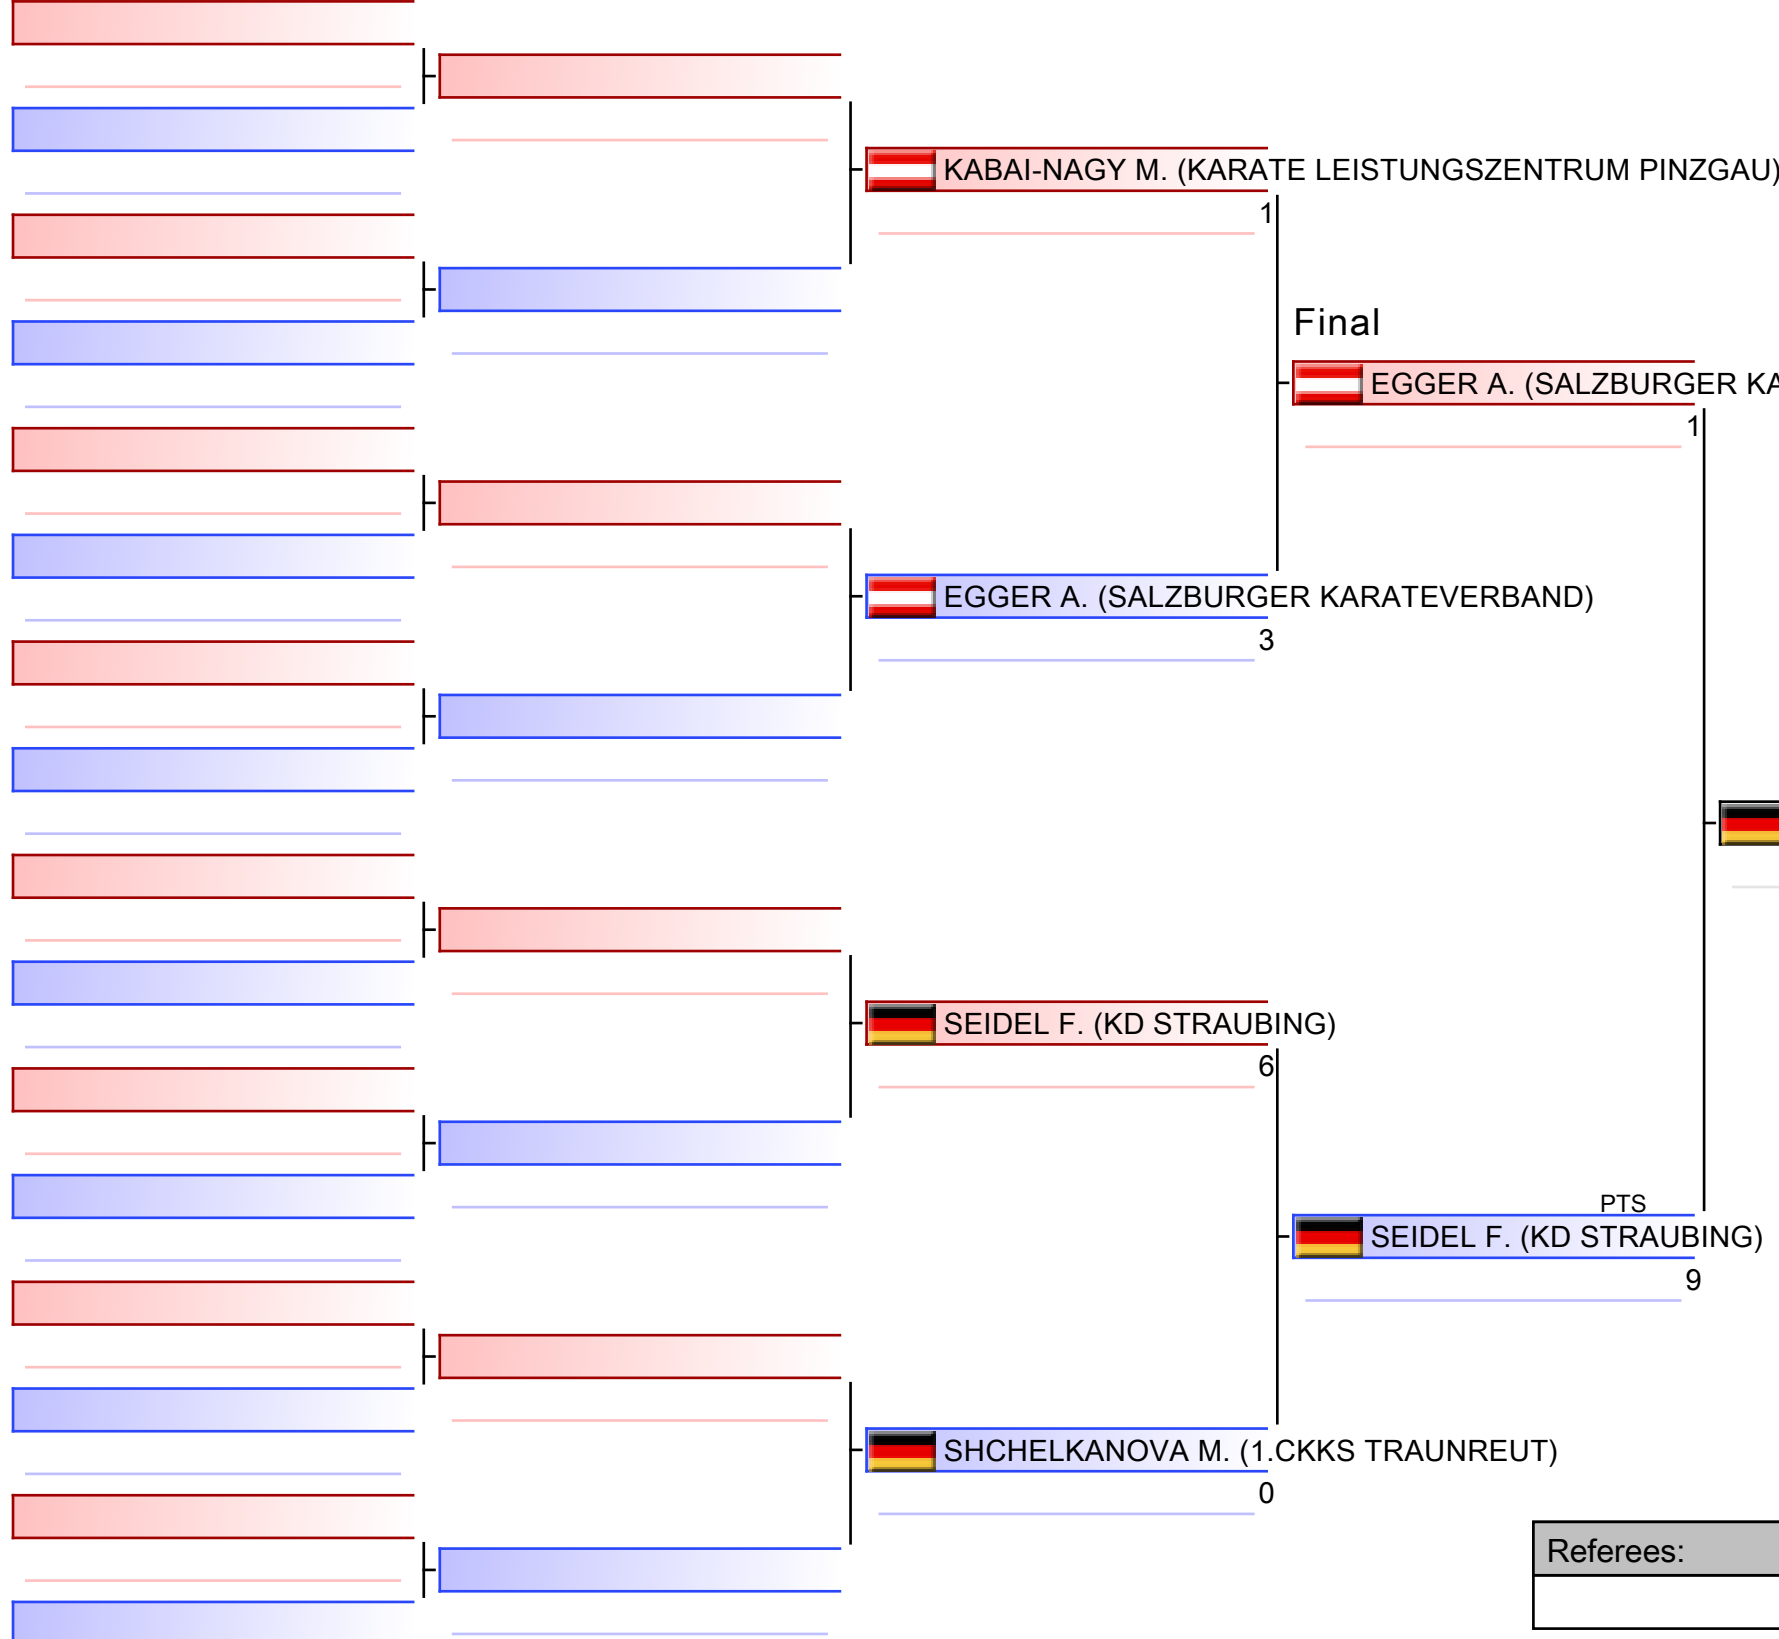 KABAI-NAGY M. (KARATE LEISTUNGSZENTRUM PINZGAU)
1
Final
EGGER A. (SALZBURGER KA
1
EGGER A. (SALZBURGER KARATEVERBAND)
3
SEIDEL F. (KD STRAUBING)
6
PTS
SEIDEL F. (KD STRAUBING)
9
SHCHELKANOVA M. (1.CKKS TRAUNREUT)
0
Referees: